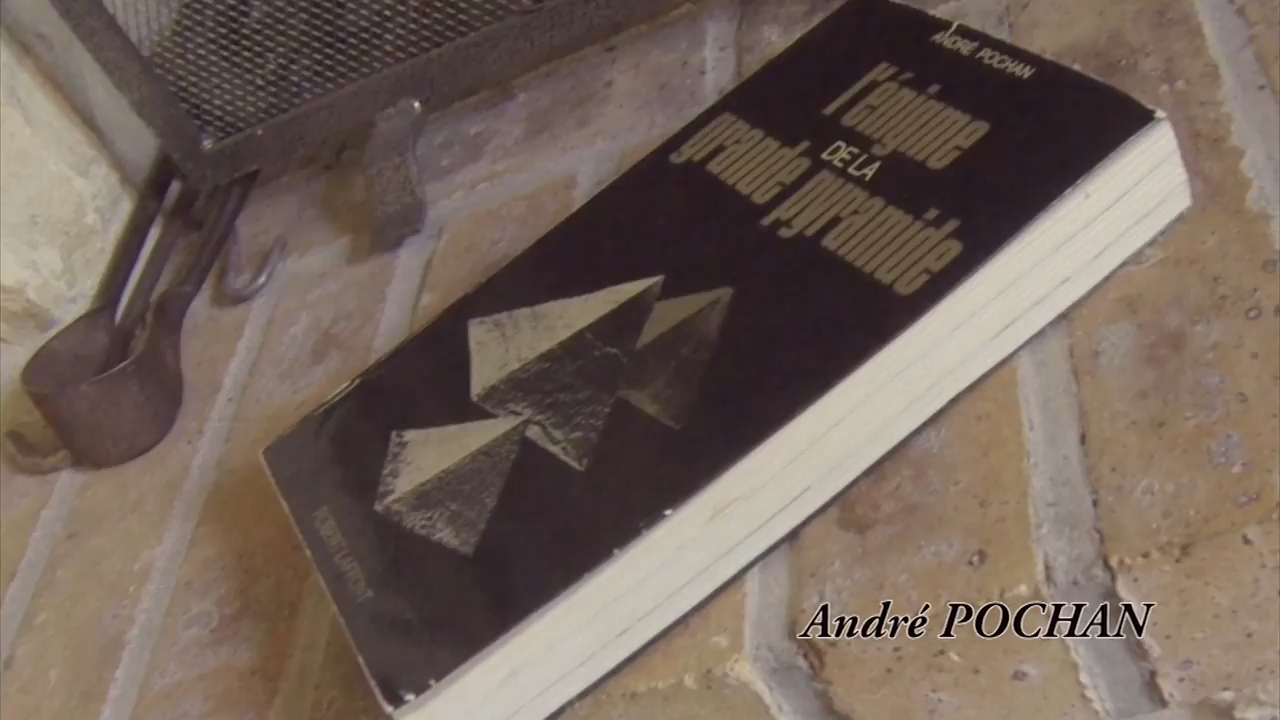 ANDRÉ POCHAN
l'énigme
DE LA
grande pyramide
ROBERT LAFFONT
André POCHAN